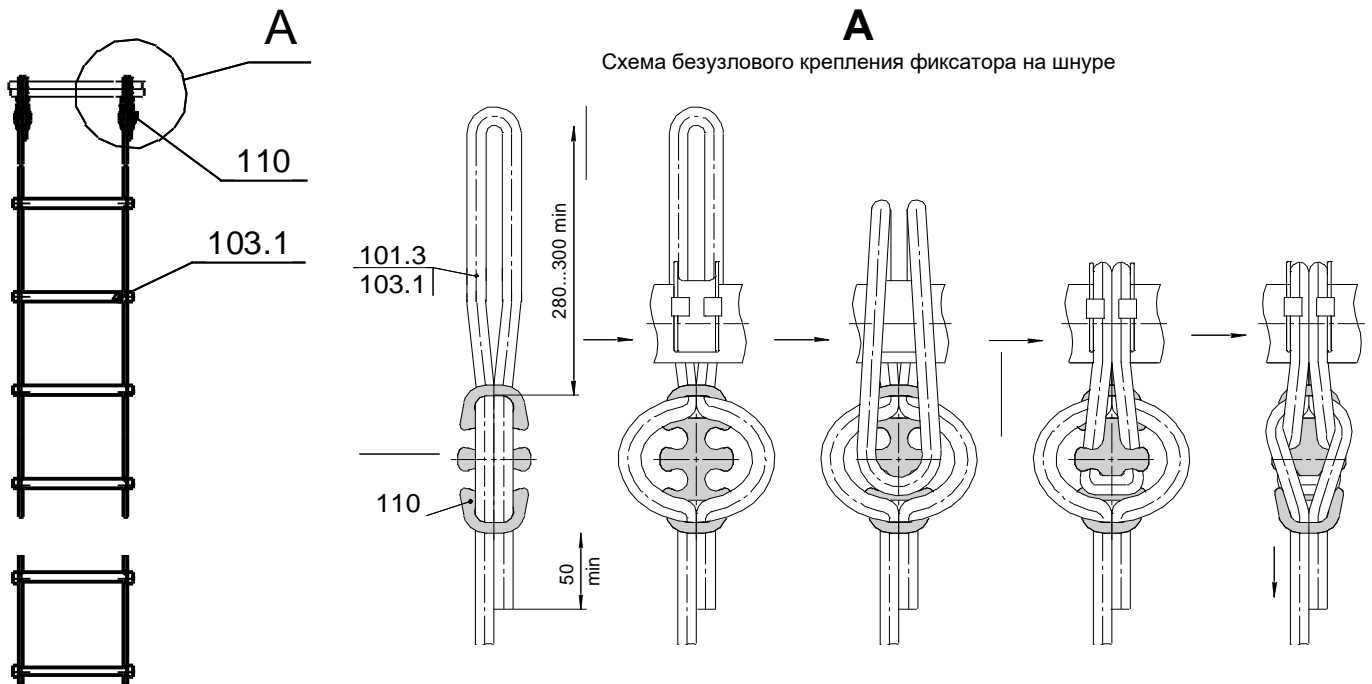 А
110
103.1
А
Схема безузлового крепления фиксатора на шнуре
101.3
103.1
280...300 min
110
50
min